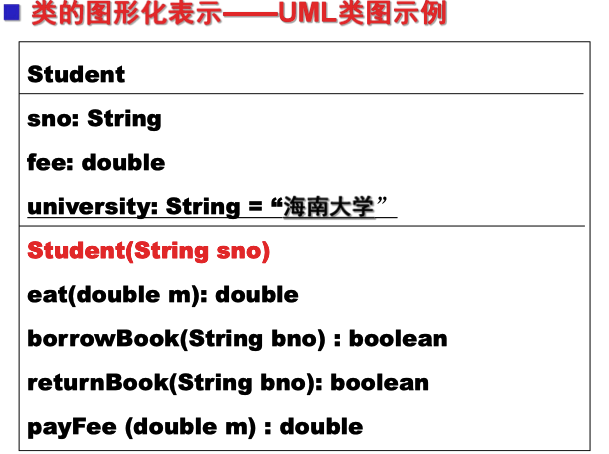 类的图形化表示——UML类图示例
Student
sno: String
fee: double
university: String = “海南大学”
Student(String sno)
eat(double m): double
borrowBook(String bno) : boolean
returnBook(String bno): boolean
payFee (double m) : double